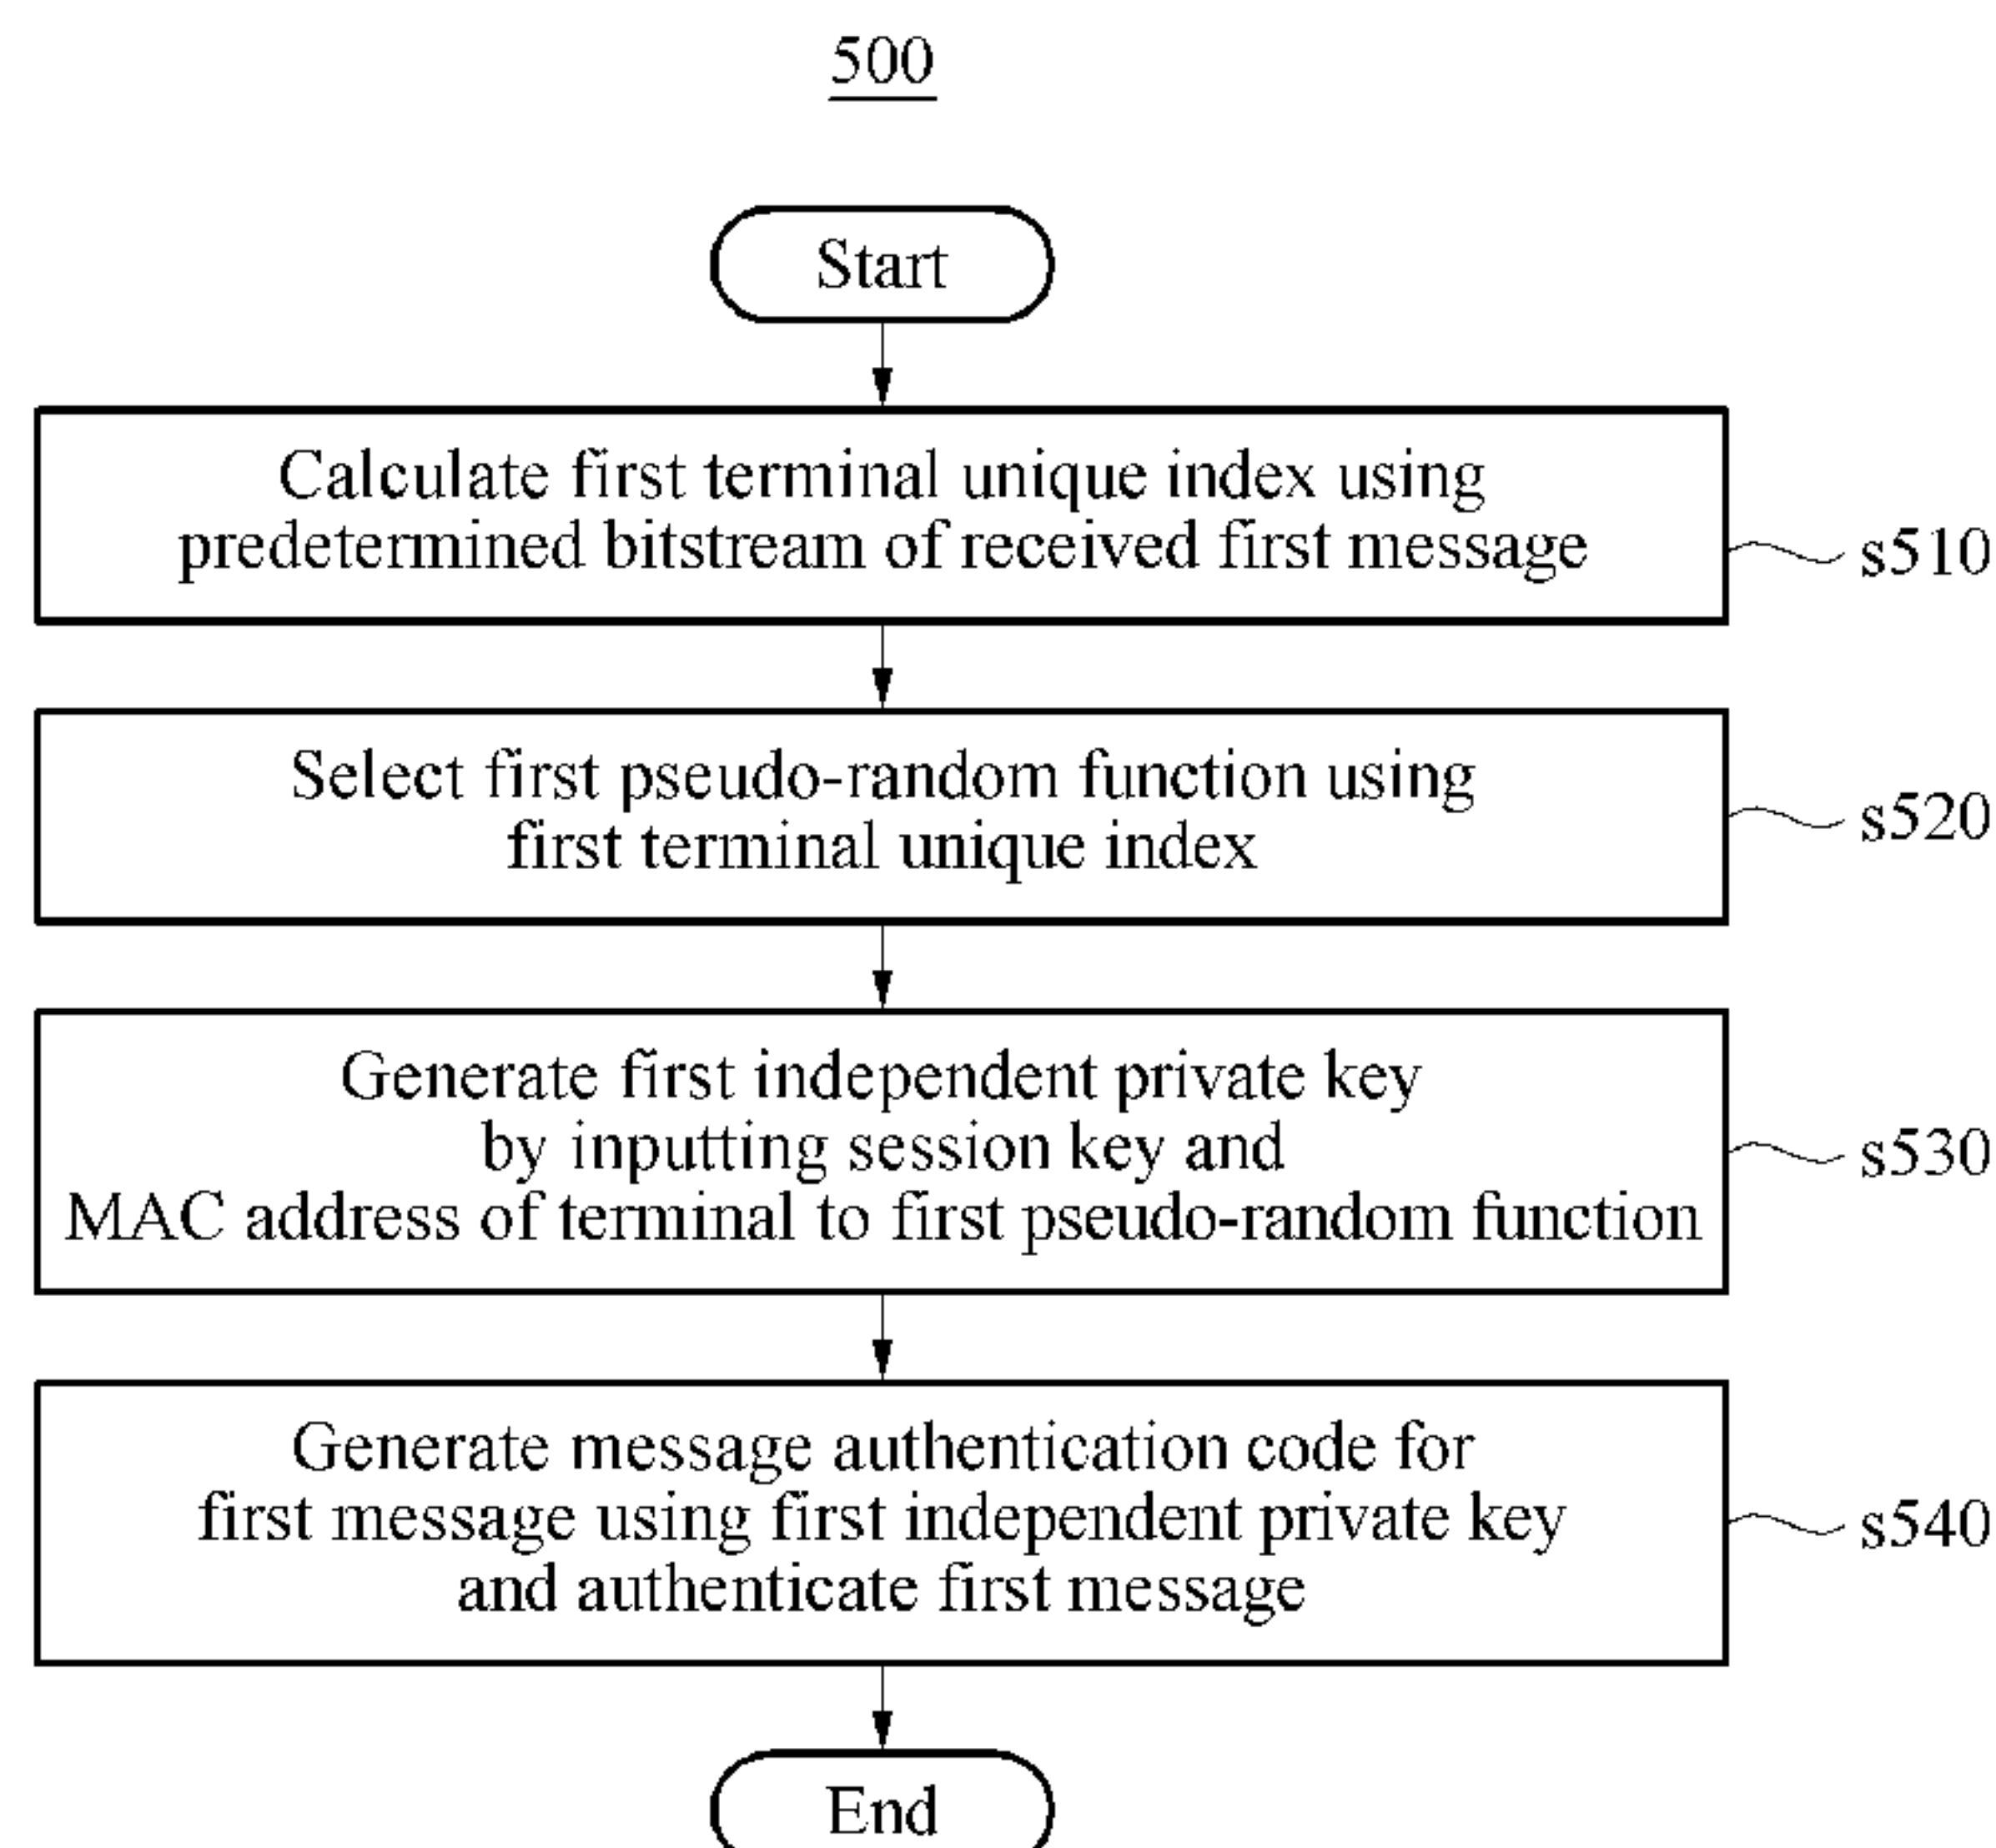 500
Start
Calculate first terminal unique index using
predetermined bitstream of received first message
s510
Select first pseudo-random function using
first terminal unique index
s520
Generate first independent private key
by inputting session key and
MAC address of terminal to first pseudo-random function
s530
Generate message authentication code for
first message using first independent private key
and authenticate first message
s540
End